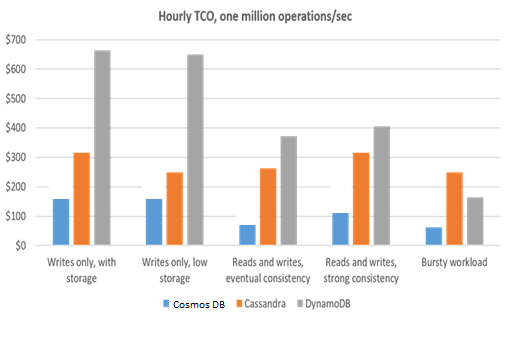 Hourly TCO, one million operations/sec
$700
$600
$500
$400
$300
$200
$100
$0
Writes only, with
storage
Writes only, low
storage
Reads and writes,
eventual consistency
Reads and writes,
strong consistency
Bursty workload
Cosmos DB Cassandra DynamoDB